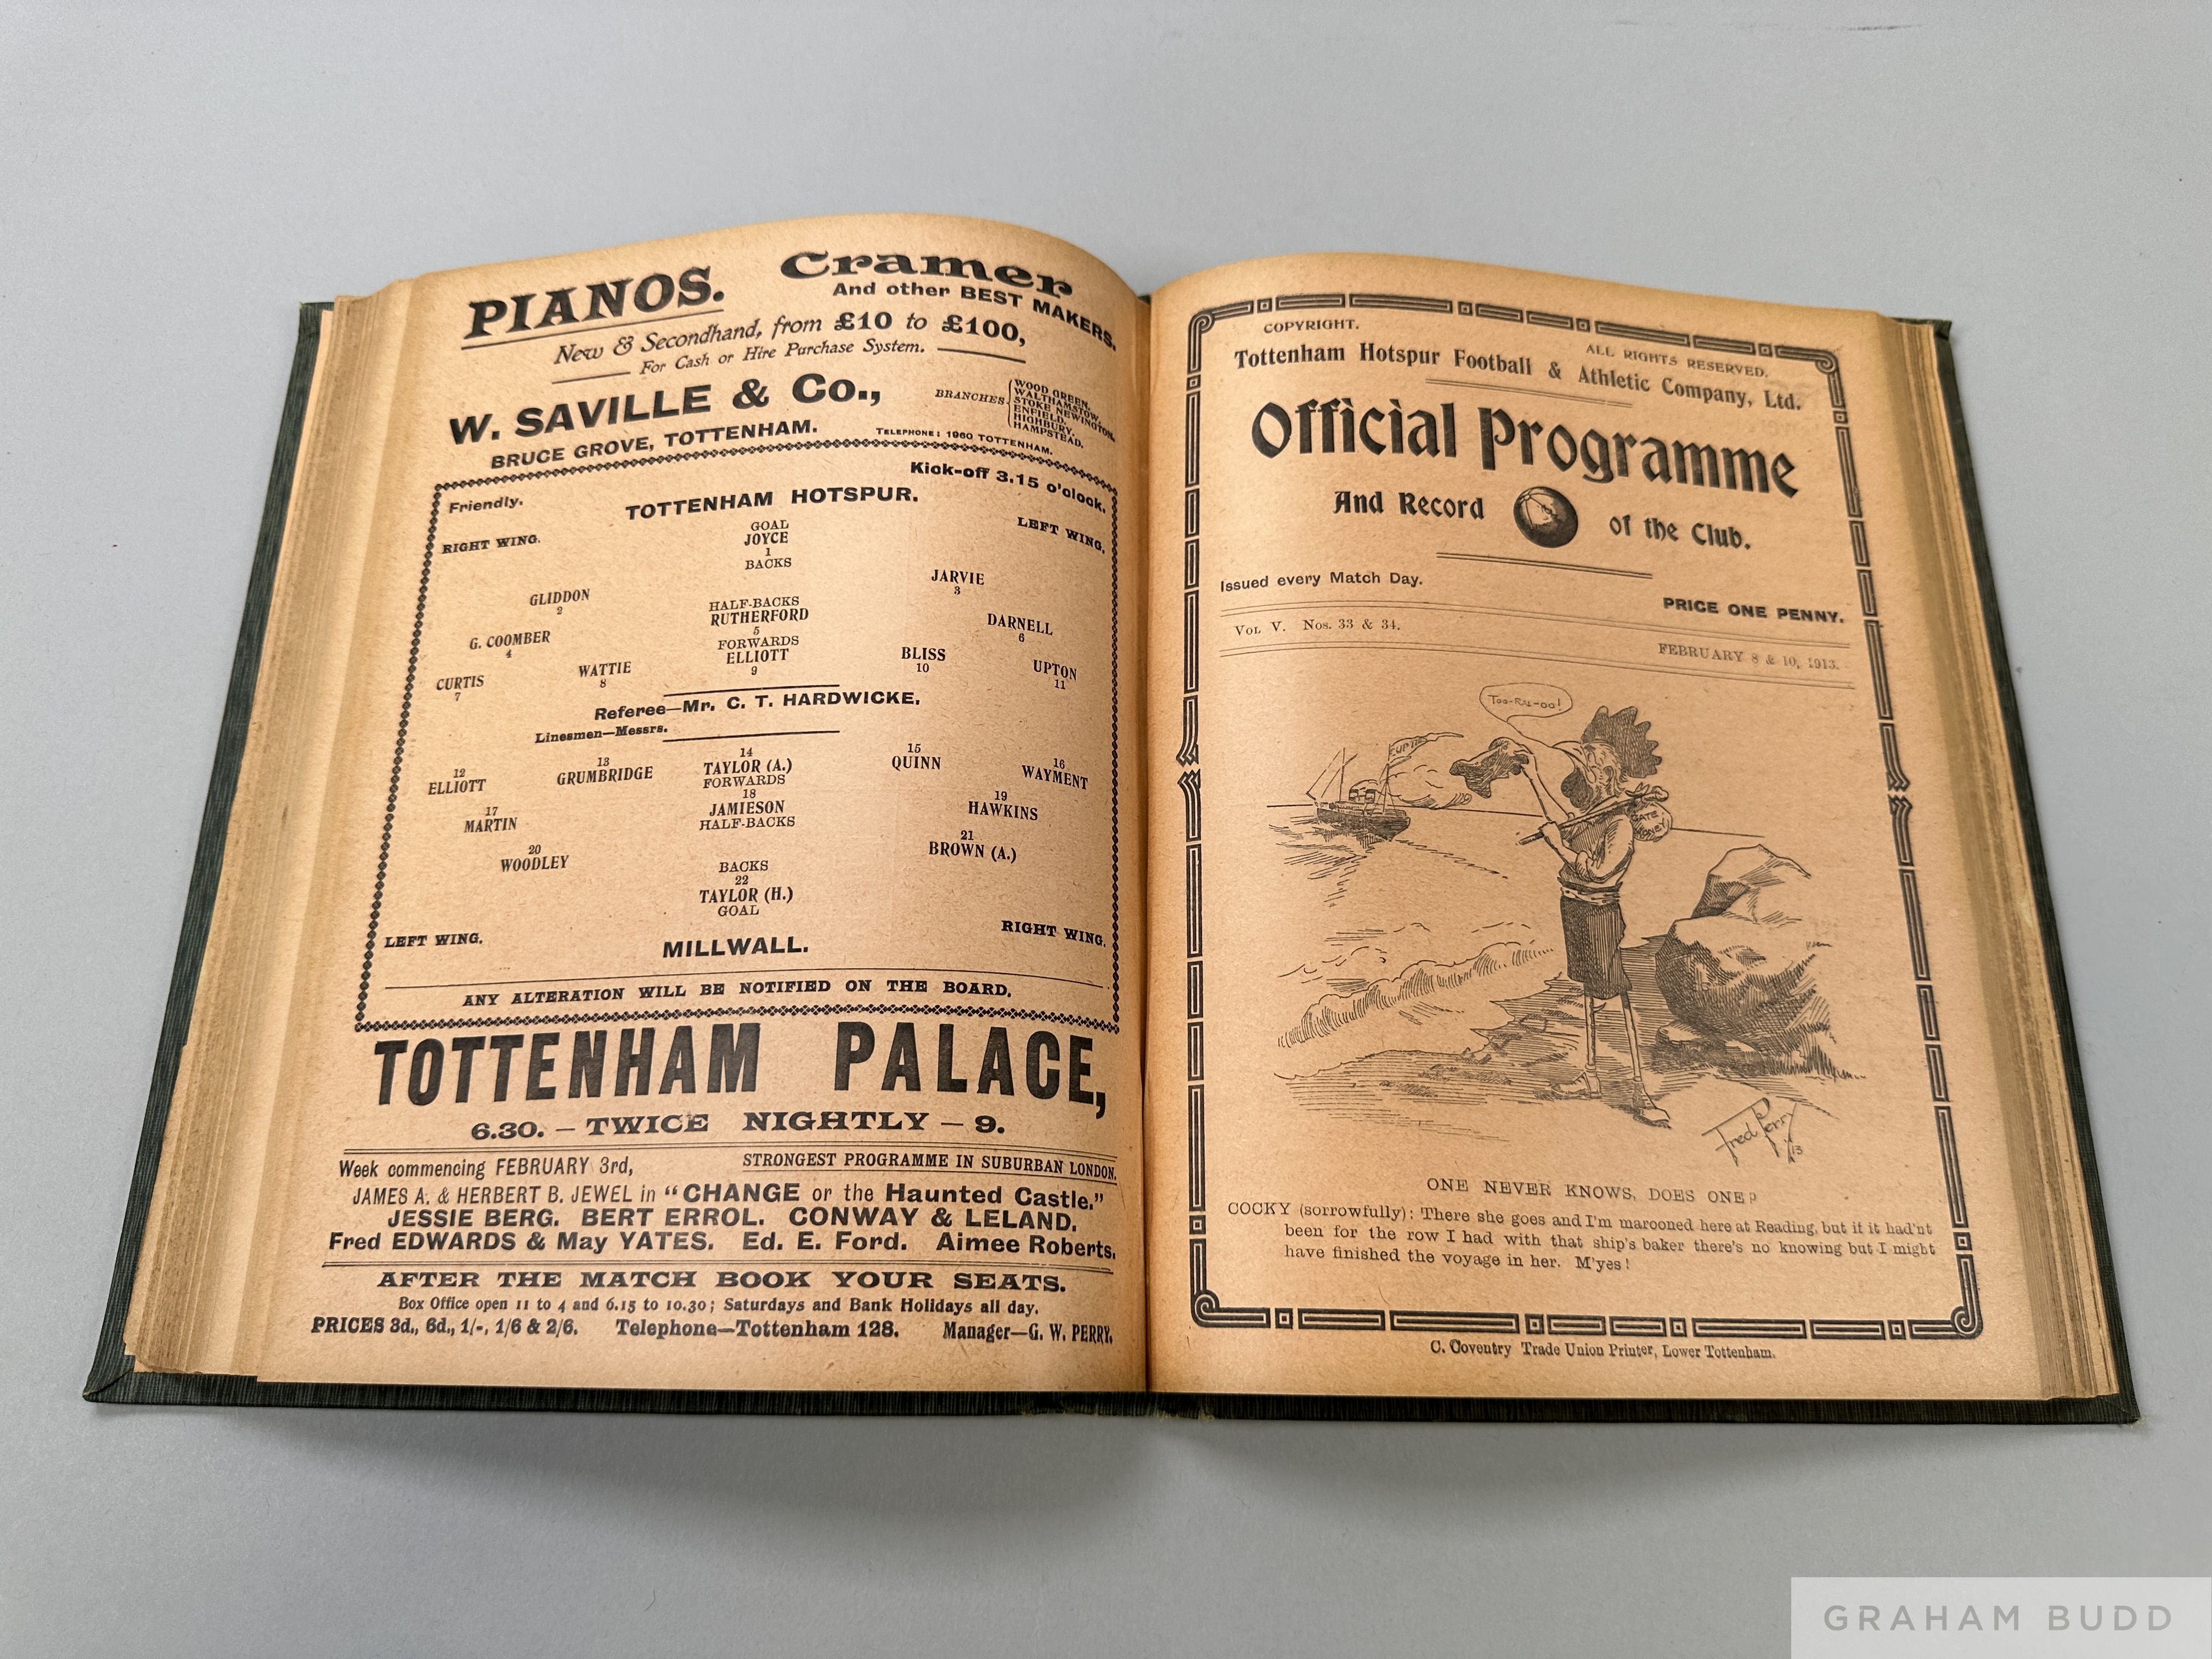 PIANOS. Cramer
And other BEST MAKERS.
New & Secondhand, from £10 to £100,
For Cash or Hire Purchase System.
W. SAVILLE & Co.,
BRUCE GROVE, TOTTENHAM.
BRANCHES
WOOD GREEN,
WALTHAMSTOW,
STOKE NEWINGTON,
ENFIELD,
HIGHBURY,
HAMPSTEAD.
TELEPHONE: 1960 TOTTENHAM.
Friendly. Kick-off 3.15 o'clock.
TOTTENHAM HOTSPUR.
RIGHT WING. LEFT WING.
GOAL
JOYCE
1
BACKS
GLIDDON JARVIE
2 3
HALF-BACKS
G. COOMBER RUTHERFORD DARNELL
4 5 6
FORWARDS
CURTIS WATTIE ELLIOTT BLISS UPTON
7 8 9 10 11
Referee—Mr. C. T. HARDWICKE.
Linesmen—Messrs.
12 13 14 15 16
ELLIOTT GRUMBRIDGE TAYLOR (A.) QUINN WAYMENT
FORWARDS
17 18 19
MARTIN JAMIESON HAWKINS
HALF-BACKS
20 21
WOODLEY BROWN (A.)
BACKS
22
TAYLOR (H.)
GOAL
LEFT WING. RIGHT WING.
MILLWALL.
ANY ALTERATION WILL BE NOTIFIED ON THE BOARD.
TOTTENHAM PALACE,
6.30. – TWICE NIGHTLY – 9.
Week commencing FEBRUARY 3rd, STRONGEST PROGRAMME IN SUBURBAN LONDON.
JAMES A. & HERBERT B. JEWEL in "CHANGE or the Haunted Castle."
JESSIE BERG. BERT ERROL. CONWAY & LELAND.
Fred EDWARDS & May YATES. Ed. E. Ford. Aimee Roberts.
AFTER THE MATCH BOOK YOUR SEATS.
Box Office open 11 to 4 and 6.15 to 10.30; Saturdays and Bank Holidays all day.
PRICES 3d., 6d., 1/-, 1/6 & 2/6. Telephone—Tottenham 128. Manager—G. W. PERRY.
COPYRIGHT. ALL RIGHTS RESERVED.
Tottenham Hotspur Football & Athletic Company, Ltd.
Official Programme
And Record of the Club.
Issued every Match Day. PRICE ONE PENNY.
VOL V. Nos. 33 & 34. FEBRUARY 8 & 10, 1913.
TOO-RAL-OO!
CUP TIE
GATE MONEY
Fred Perry
13
ONE NEVER KNOWS, DOES ONE?
COCKY (sorrowfully): There she goes and I'm marooned here at Reading, but if it had'nt
been for the row I had with that ship's baker there's no knowing but I might
have finished the voyage in her. M'yes!
C. Coventry Trade Union Printer, Lower Tottenham.
GRAHAM BUDD